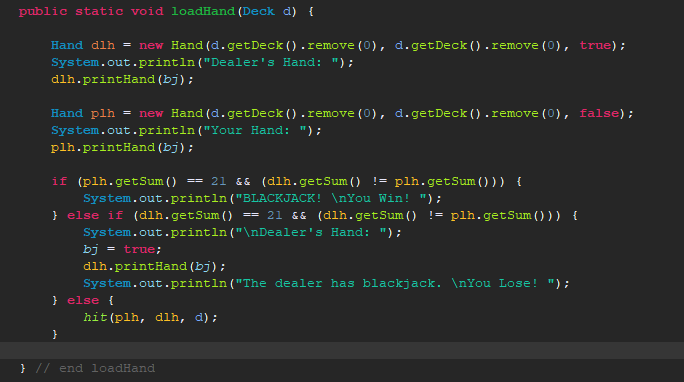 public static void loadHand(Deck d) {
Hand dlh = new Hand(d.getDeck().remove(0), d.getDeck().remove(0), true);
System.out.println("Dealer's Hand: ");
dlh.printHand(bj);
Hand plh = new Hand(d.getDeck().remove(0), d.getDeck().remove(0), false);
System.out.println("Your Hand: ");
plh.printHand(bj);
if (plh.getSum() == 21 && (dlh.getSum() != plh.getSum())) {
System.out.println("BLACKJACK! \nYou Win! ");
} else if (dlh.getSum() == 21 && (dlh.getSum() != plh.getSum())) {
System.out.println("\nDealer's Hand: ");
bj = true;
dlh.printHand(bj);
System.out.println("The dealer has blackjack. \nYou Lose! ");
} else {
hit(plh, dlh, d);
}
} // end loadHand